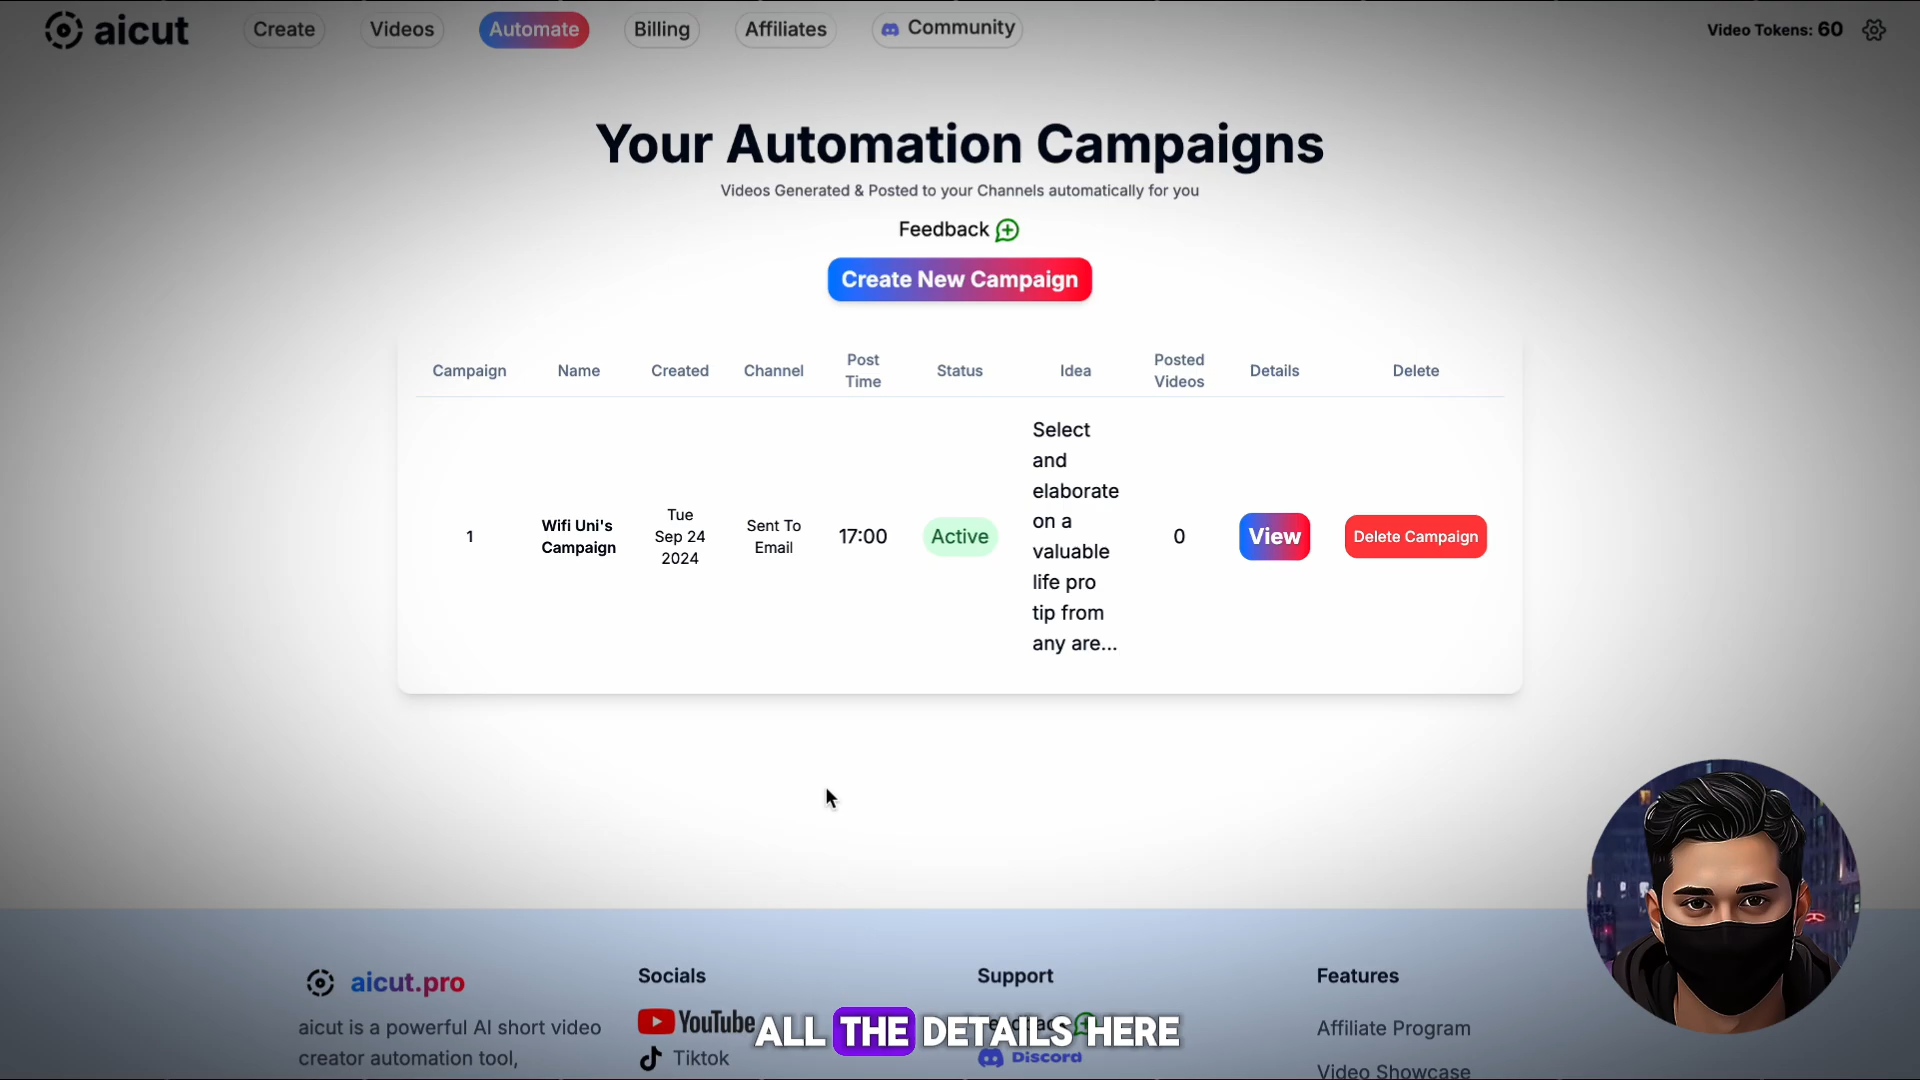 aicut
Create
Videos
Automate
Billing
Affiliates
Community
Video Tokens: 60
Your Automation Campaigns
Videos Generated & Posted to your Channels automatically for you
Feedback
Create New Campaign
Campaign
Name
Created
Channel
Post
Time
Status
Idea
Posted
Videos
Details
Delete
1
Wifi Uni's
Campaign
Tue
Sep 24
2024
Sent To
Email
17:00
Active
Select
and
elaborate
on a
valuable
life pro
tip from
any are...
0
View
Delete Campaign
aicut.pro
aicut is a powerful AI short video
creator automation tool,
Socials
YouTube
Tiktok
Support
Discord
Features
Affiliate Program
Video Showcase
ALL THE DETAILS HERE